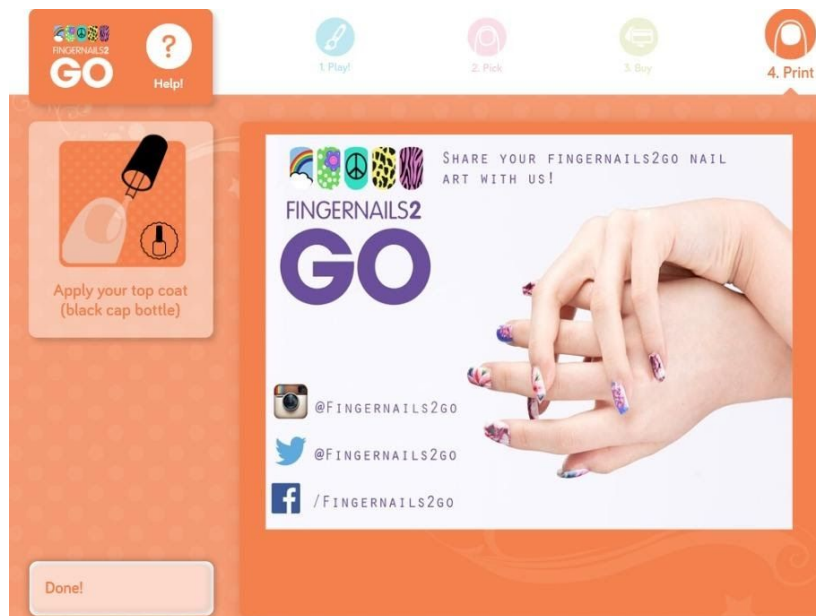 FINGERNAILS2
GO
Help!
1. Play!
2. Pick
3. Buy
4. Print
Apply your top coat
(black cap bottle)
Done!
FINGERNAILS2
GO
SHARE YOUR FINGERNAILS2GO NAIL
ART WITH US!
@FINGERNAILS2GO
@FINGERNAILS2GO
/FINGERNAILS2GO